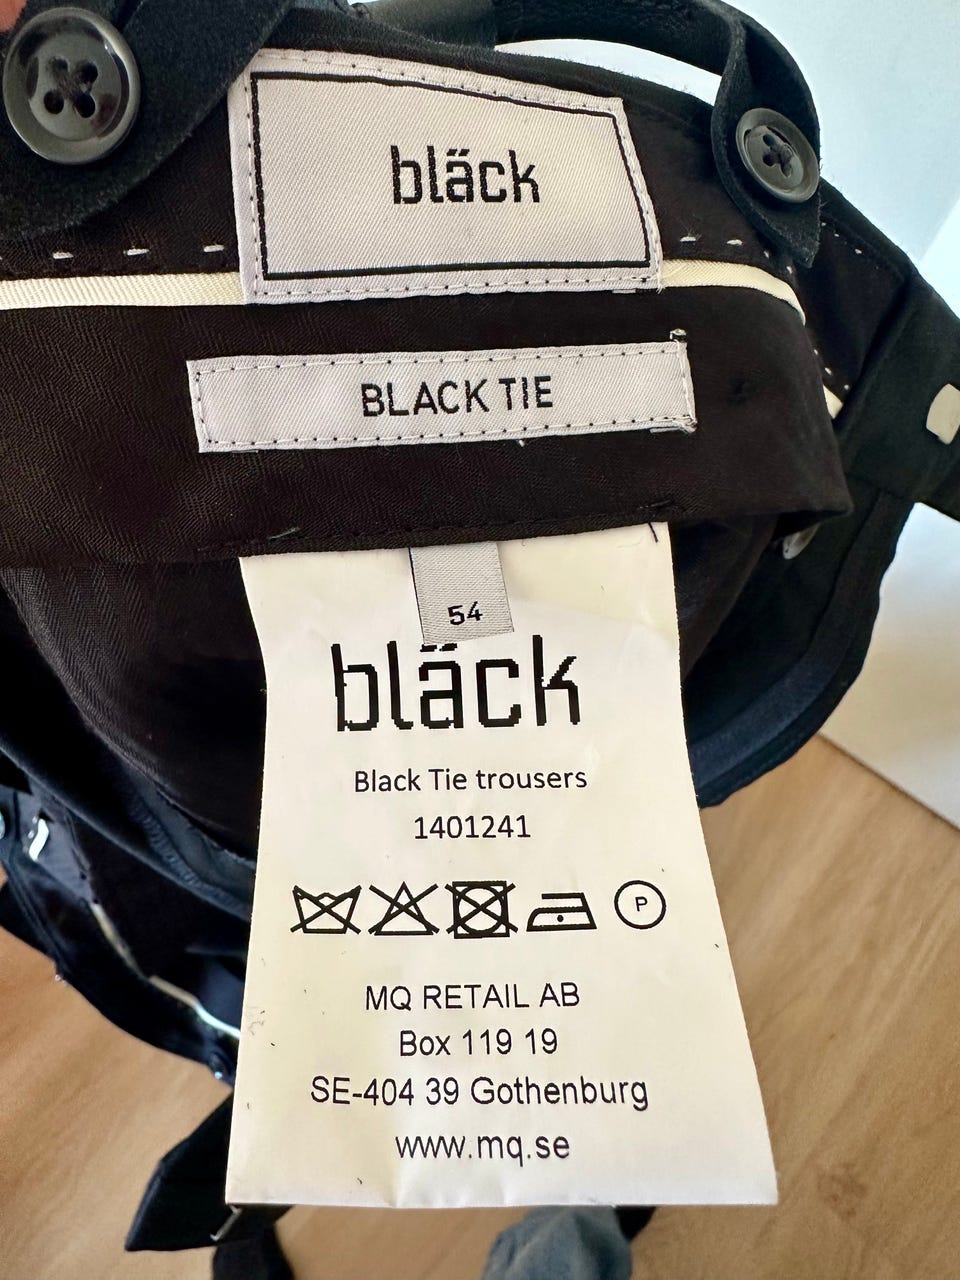 bläck
BLACK TIE
54
bläck
Black Tie trousers
1401241
P
MQ RETAIL AB
Box 119 19
SE-404 39 Gothenburg
www.mq.se